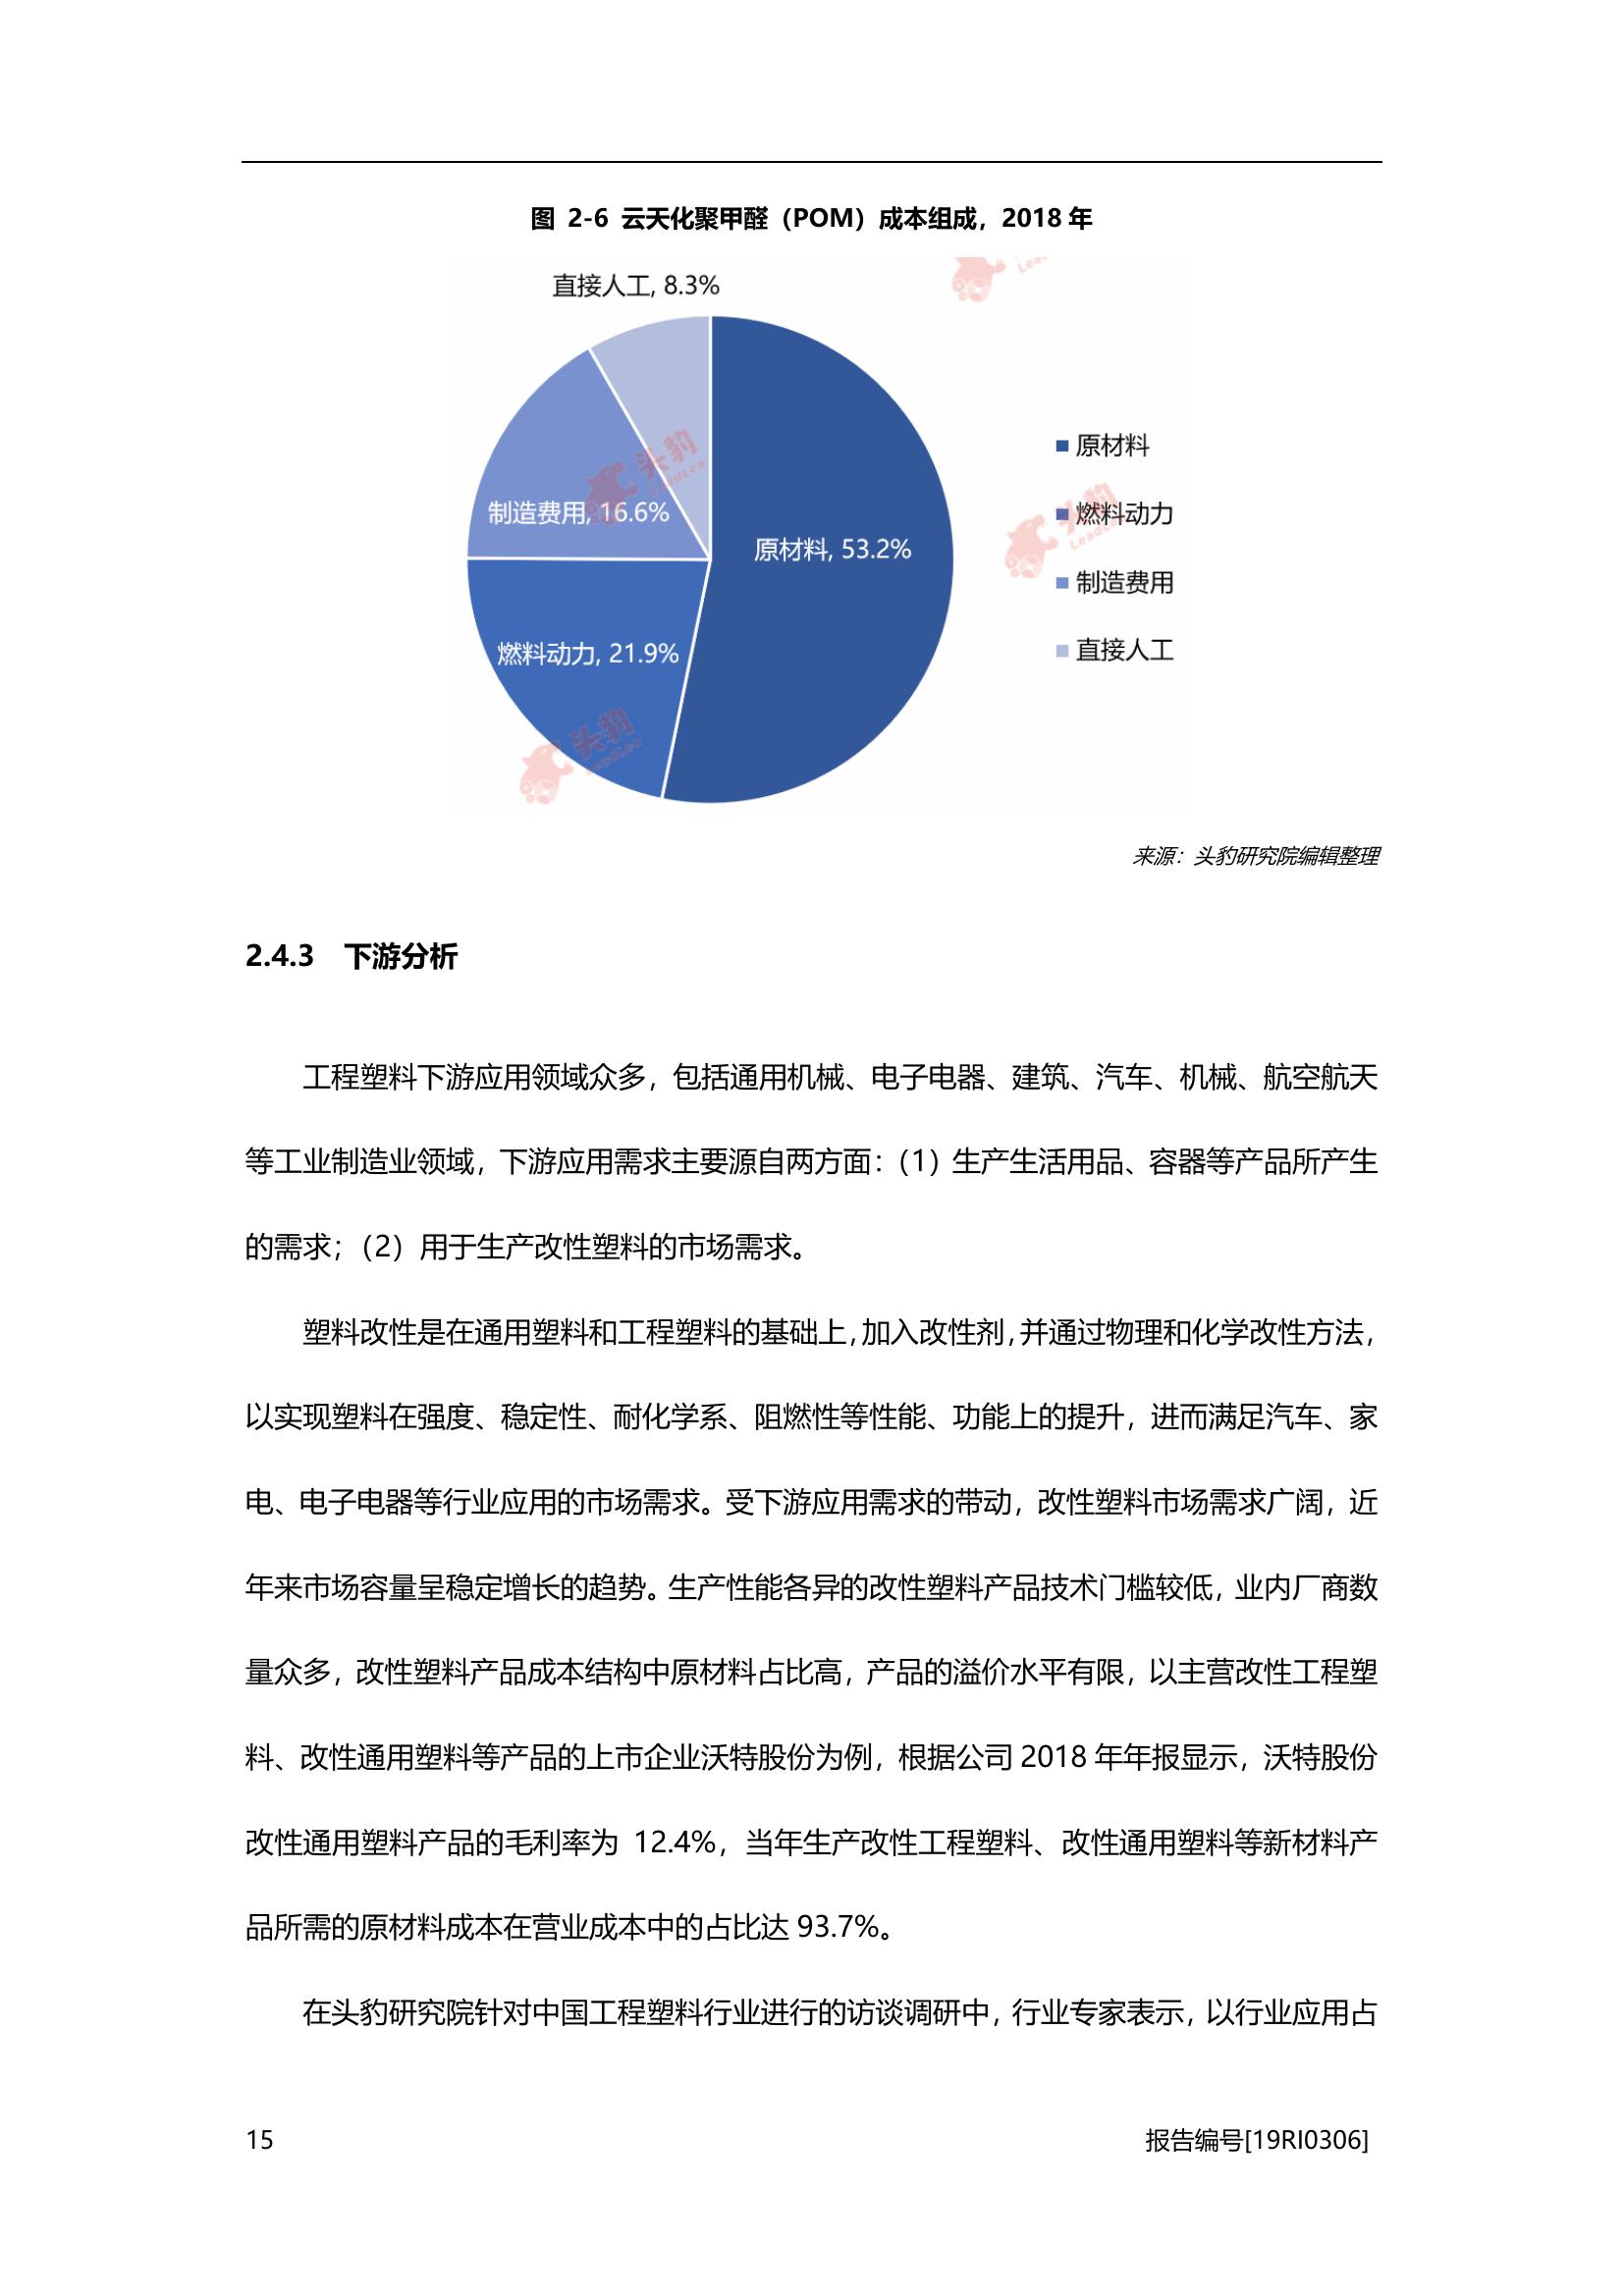 图 2-6 云天化聚甲醛（POM）成本组成，2018 年
直接人工, 8.3%
制造费用, 16.6%
原材料, 53.2%
燃料动力, 21.9%
原材料
燃料动力
制造费用
直接人工
头豹
LeadLeo
头豹
LeadLeo
头豹
LeadLeo
来源：头豹研究院编辑整理
2.4.3 下游分析
工程塑料下游应用领域众多，包括通用机械、电子电器、建筑、汽车、机械、航空航天
等工业制造业领域，下游应用需求主要源自两方面：（1）生产生活用品、容器等产品所产生
的需求；（2）用于生产改性塑料的市场需求。
塑料改性是在通用塑料和工程塑料的基础上，加入改性剂，并通过物理和化学改性方法，
以实现塑料在强度、稳定性、耐化学系、阻燃性等性能、功能上的提升，进而满足汽车、家
电、电子电器等行业应用的市场需求。受下游应用需求的带动，改性塑料市场需求广阔，近
年来市场容量呈稳定增长的趋势。生产性能各异的改性塑料产品技术门槛较低，业内厂商数
量众多，改性塑料产品成本结构中原材料占比高，产品的溢价水平有限，以主营改性工程塑
料、改性通用塑料等产品的上市企业沃特股份为例，根据公司 2018 年年报显示，沃特股份
改性通用塑料产品的毛利率为 12.4%，当年生产改性工程塑料、改性通用塑料等新材料产
品所需的原材料成本在营业成本中的占比达 93.7%。
在头豹研究院针对中国工程塑料行业进行的访谈调研中，行业专家表示，以行业应用占
15
报告编号[19RI0306]